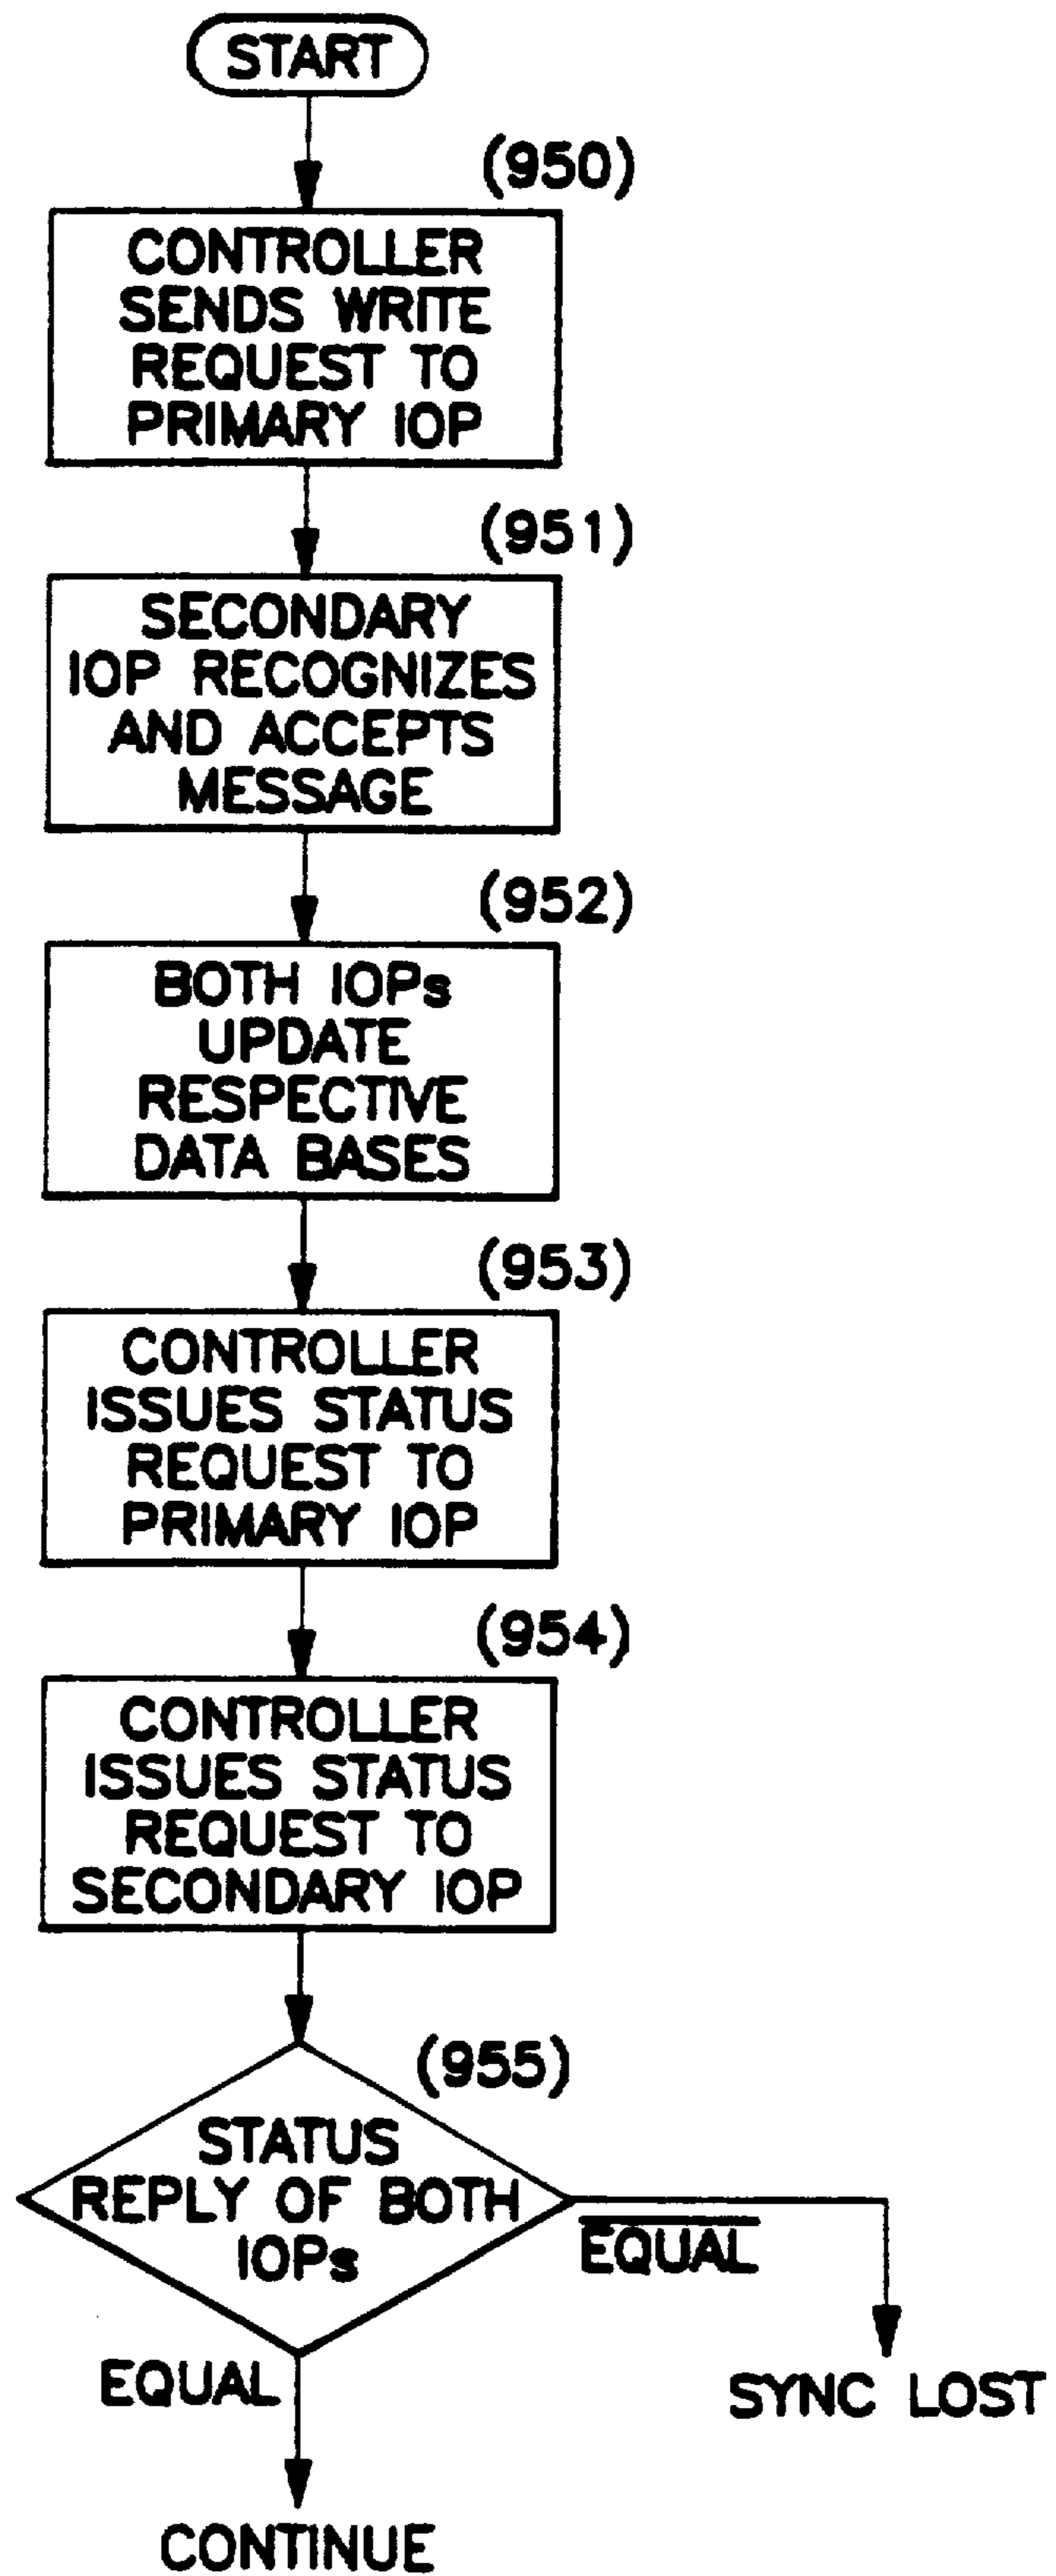 START
(950)
CONTROLLER
SENDS WRITE
REQUEST TO
PRIMARY IOP
(951)
SECONDARY
IOP RECOGNIZES
AND ACCEPTS
MESSAGE
(952)
BOTH IOPs
UPDATE
RESPECTIVE
DATA BASES
(953)
CONTROLLER
ISSUES STATUS
REQUEST TO
PRIMARY IOP
(954)
CONTROLLER
ISSUES STATUS
REQUEST TO
SECONDARY IOP
(955)
STATUS
REPLY OF BOTH
IOPs
E̅Q̅U̅A̅L̅
EQUAL
SYNC LOST
CONTINUE